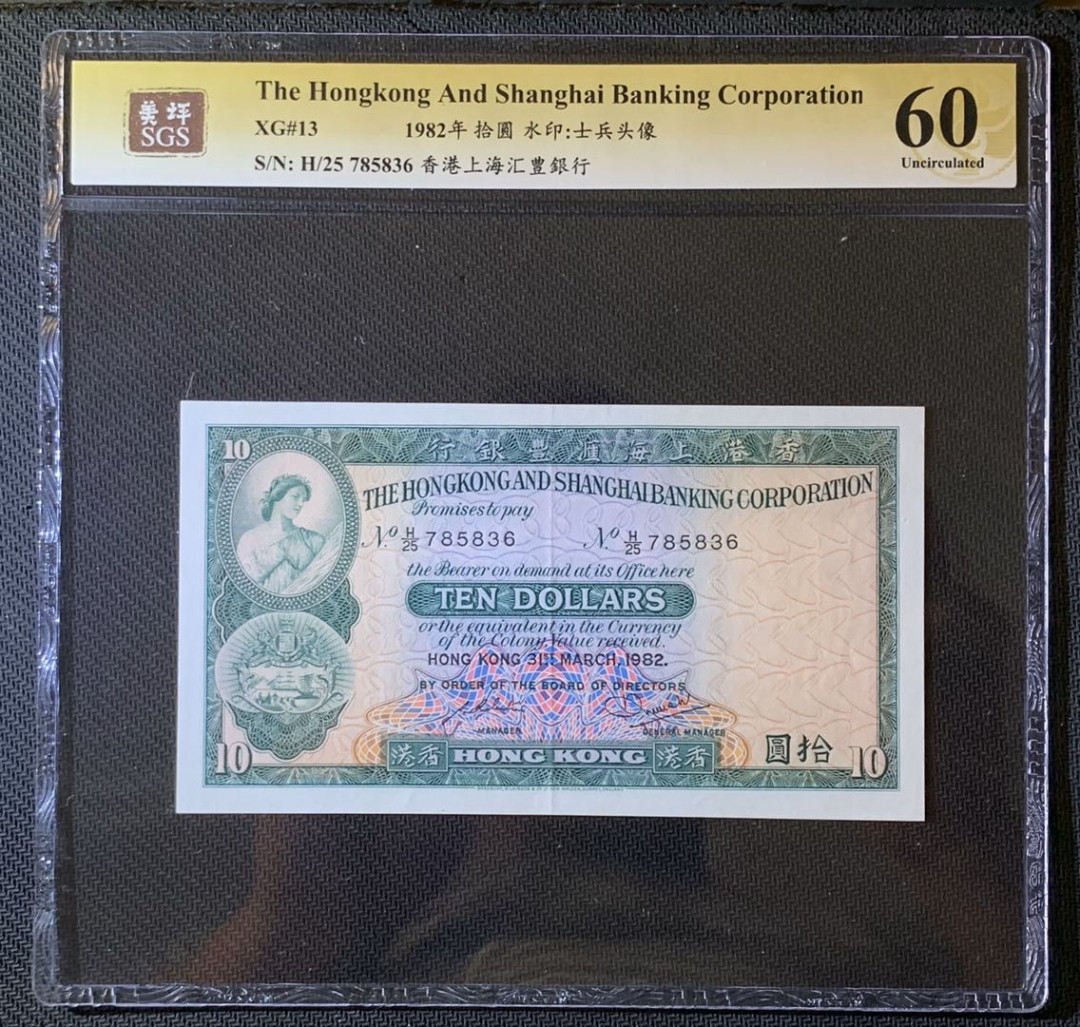 美坪
SGS
The Hongkong And Shanghai Banking Corporation
XG#13 1982年 拾圓 水印:士兵头像
S/N: H/25 785836 香港上海汇豐銀行
60
Uncirculated
10
行銀豐滙海上港香
THE HONGKONG AND SHANGHAI BANKING CORPORATION
Promises to pay
No H/25 785836 No H/25 785836
the Bearer on demand at its Office here
TEN DOLLARS
or the equivalent in the Currency
of the Colony Value received.
HONG KONG 31ST MARCH, 1982.
BY ORDER OF THE BOARD OF DIRECTORS
MANAGER GENERAL MANAGER
10 港香 HONG KONG 港香 圓拾 10